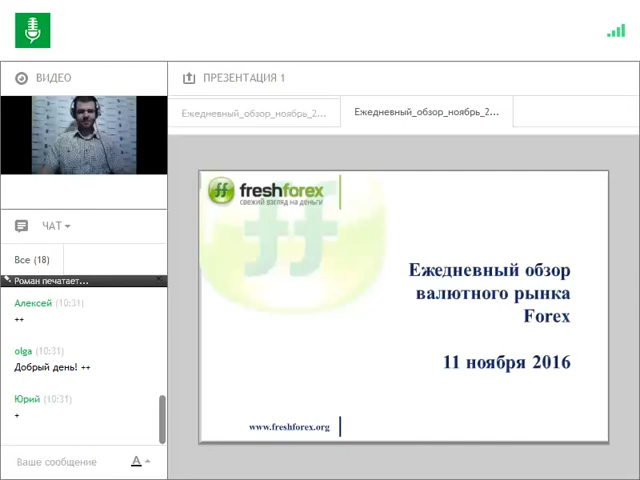 ВИДЕО
ПРЕЗЕНТАЦИЯ 1
Ежедневный_обзор_ноябрь_2...
Ежедневный_обзор_ноябрь_2...
ЧАТ
Все (18)
Роман печатает...
Алексей (10:31)
++
olga (10:31)
Добрый день! ++
Юрий (10:31)
+
Ваше сообщение
A
ff freshforex
свежий взгляд на деньги
Ежедневный обзор
валютного рынка
Forex
11 ноября 2016
www.freshforex.org